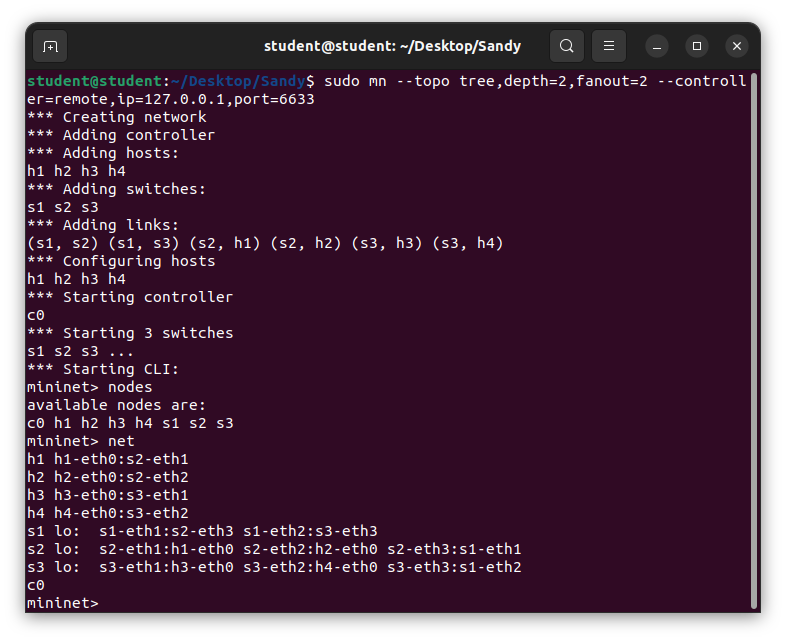 student@student: ~/Desktop/Sandy
student@student:~/Desktop/Sandy$ sudo mn --topo tree,depth=2,fanout=2 --controll
er=remote,ip=127.0.0.1,port=6633
*** Creating network
*** Adding controller
*** Adding hosts:
h1 h2 h3 h4
*** Adding switches:
s1 s2 s3
*** Adding links:
(s1, s2) (s1, s3) (s2, h1) (s2, h2) (s3, h3) (s3, h4)
*** Configuring hosts
h1 h2 h3 h4
*** Starting controller
c0
*** Starting 3 switches
s1 s2 s3 ...
*** Starting CLI:
mininet> nodes
available nodes are:
c0 h1 h2 h3 h4 s1 s2 s3
mininet> net
h1 h1-eth0:s2-eth1
h2 h2-eth0:s2-eth2
h3 h3-eth0:s3-eth1
h4 h4-eth0:s3-eth2
s1 lo:  s1-eth1:s2-eth3 s1-eth2:s3-eth3
s2 lo:  s2-eth1:h1-eth0 s2-eth2:h2-eth0 s2-eth3:s1-eth1
s3 lo:  s3-eth1:h3-eth0 s3-eth2:h4-eth0 s3-eth3:s1-eth2
c0
mininet>